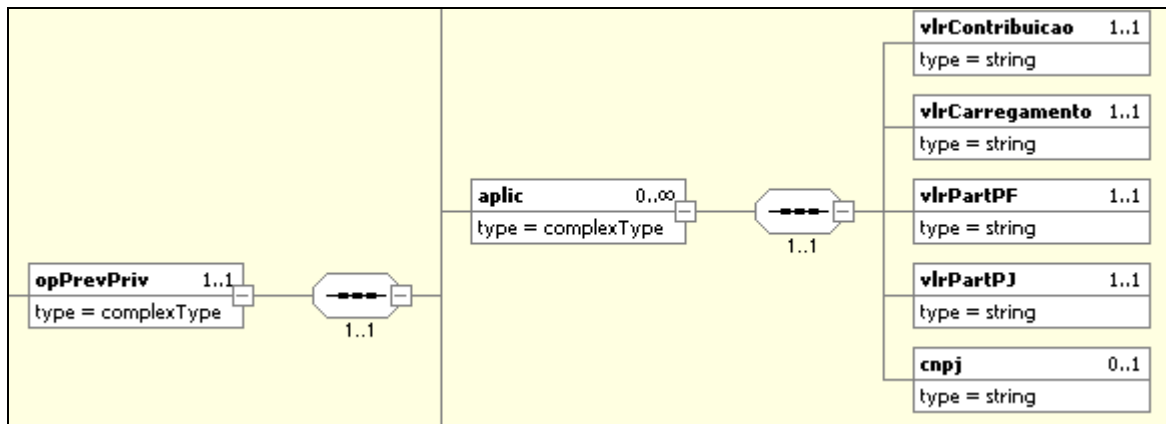 opPrevPriv 1..1
type = complexType
1..1
aplic 0..∞
type = complexType
1..1
vlrContribuicao 1..1
type = string
vlrCarregamento 1..1
type = string
vlrPartPF 1..1
type = string
vlrPartPJ 1..1
type = string
cnpj 0..1
type = string